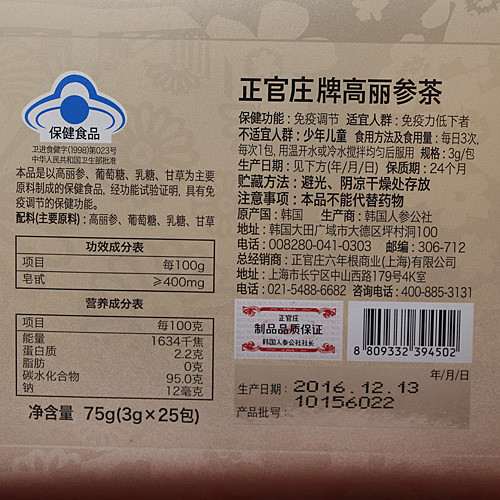 保健食品
卫进食健字(1998)第023号
中华人民共和国卫生部批准
本品是以高丽参、葡萄糖、乳糖、甘草为主要
原料制成的保健食品，经功能试验证明，具有免
疫调节的保健功能。
配料(主要原料)：高丽参、葡萄糖、乳糖、甘草
功效成分表
项目 每100g
皂甙 ≥400mg
营养成分表
项目 每100克
能量 1634千焦
蛋白质 2.2克
脂肪 0克
碳水化合物 95.0克
钠 12毫克
净含量： 75g(3g×25包)
正官庄牌高丽参茶
保健功能：免疫调节 适宜人群：免疫力低下者
不适宜人群：少年儿童 食用方法及食用量：每日3次,
每次1包, 用温开水或冷水搅拌均匀后服用 规格：3g/包
生产日期：见下方(年/月/日) 保质期：24个月
贮藏方法：避光、阴凉干燥处存放
注意事项：本品不能代替药物
原产国：韩国 生产商：韩国人参公社
地址：韩国大田广域市大德区坪村洞100
电话：008280-041-0303 邮编：306-712
总经销商：正官庄六年根商业(上海)有限公司
地址：上海市长宁区中山西路179号4K室
电话：021-5488-6682 咨询热线：400-885-3131
正官庄
制品品质保证
韩国人参公社社长
8 809332 394502
年/月/日
生产日期： 2016.12.13
产品批号： 10156022